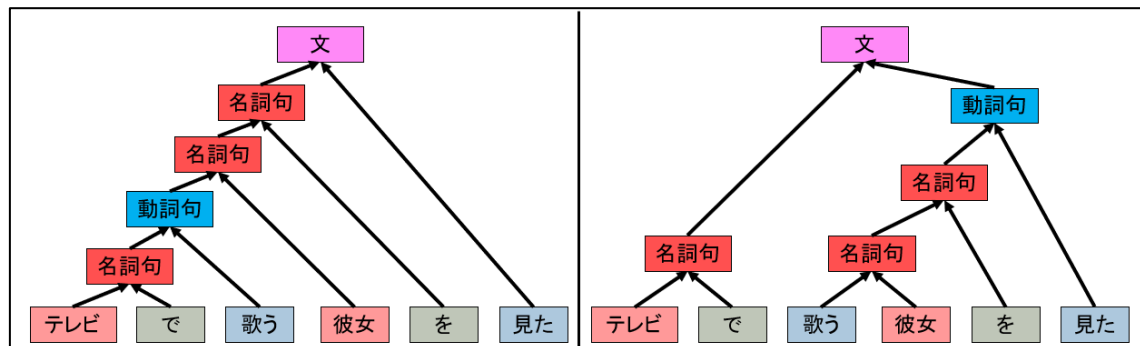 文
名詞句
名詞句
動詞句
名詞句
テレビ で 歌う 彼女 を 見た
文
動詞句
名詞句
名詞句 名詞句
テレビ で 歌う 彼女 を 見た